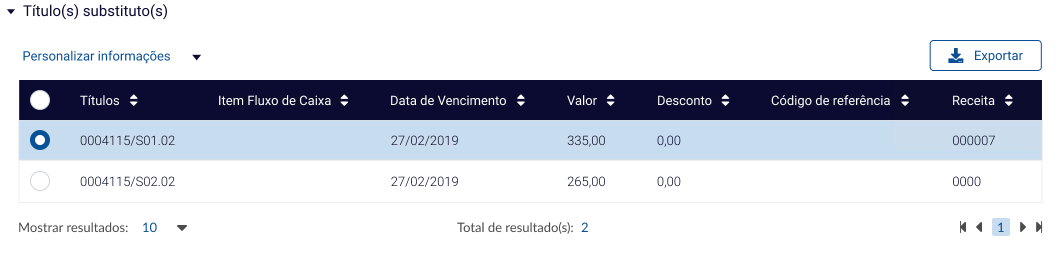 Título(s) substituto(s)
Personalizar informações
Exportar
Títulos Item Fluxo de Caixa Data de Vencimento Valor Desconto Código de referência Receita
0004115/S01.02 27/02/2019 335,00 0,00 000007
0004115/S02.02 27/02/2019 265,00 0,00 0000
Mostrar resultados: 10 Total de resultado(s): 2 1